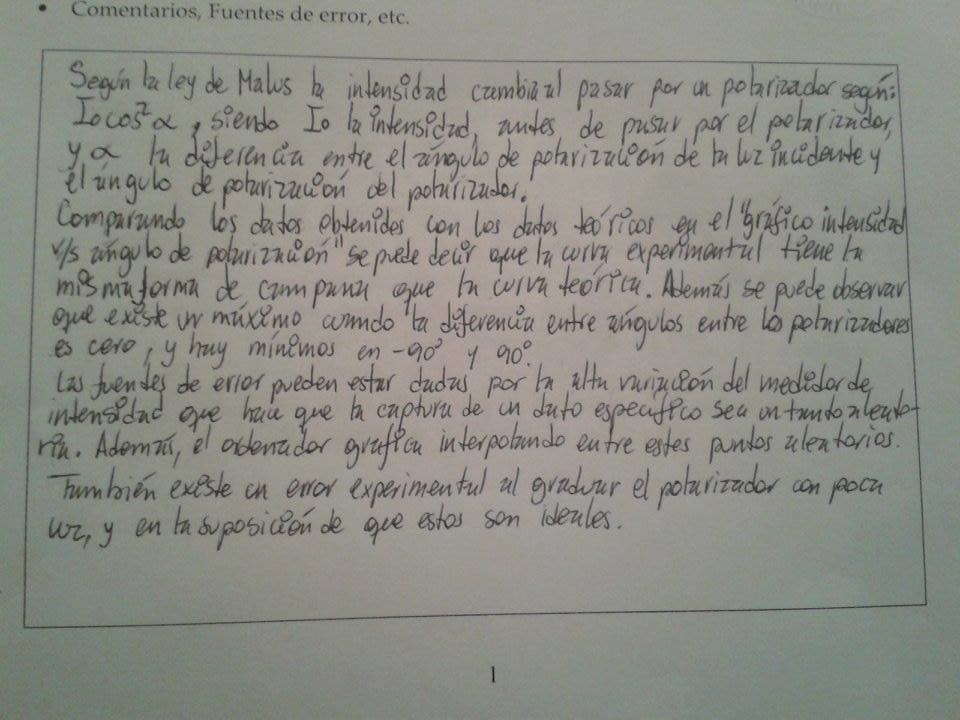 • Comentarios, Fuentes de error, etc.
Según la ley de Malus la intensidad cambia al pasar por un polarizador según:
I₀cos²α, siendo I₀ la intensidad, antes, de pasar por el polarizador,
y α la diferencia entre el ángulo de polarización de la luz incidente y
el ángulo de polarización del polarizador.
Comparando los datos obtenidos con los datos teóricos en el "gráfico intensidad
v/s ángulo de polarización" se puede decir que la curva experimental tiene la
misma forma de campana que la curva teórica. Además se puede observar
que existe un máximo cuando la diferencia entre ángulos entre los polarizadores
es cero, y hay mínimos en -90° y 90°.
Las fuentes de error pueden estar dadas por la alta variación del medidor de
intensidad que hace que la captura de un dato específico sea un tanto aleato-
ria. Además, el ordenador grafica interpolando entre estos puntos aleatorios.
También existe un error experimental al graduar el polarizador con poca
luz, y en la suposición de que estos son ideales.
1